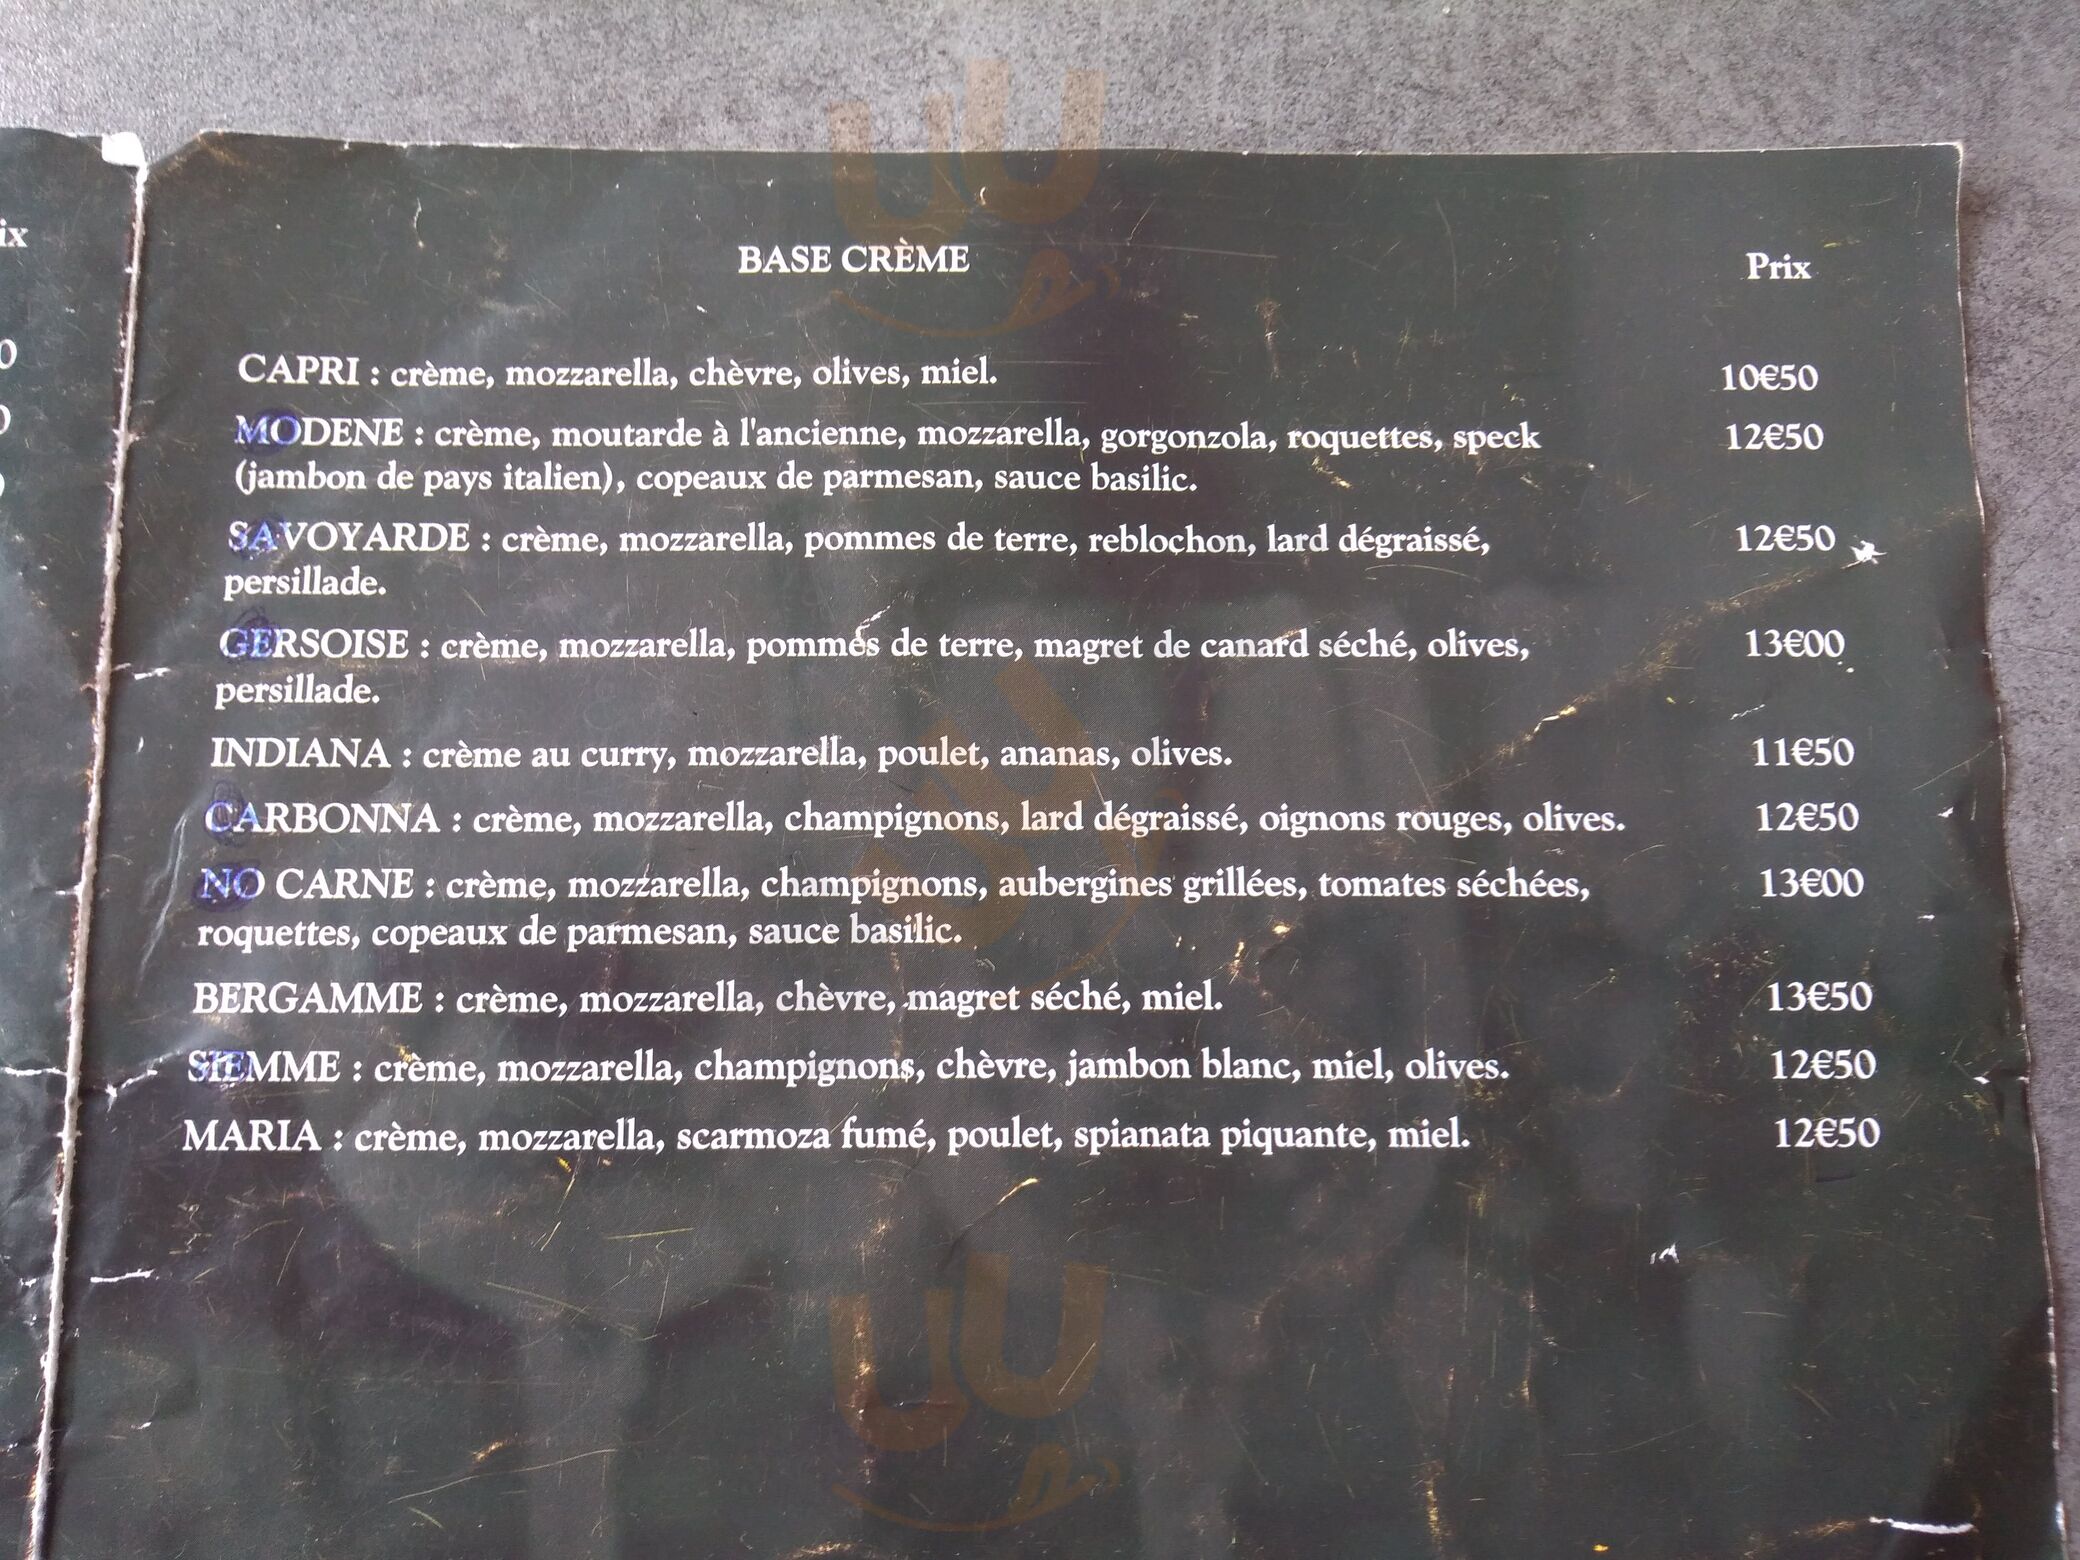 ix
BASE CRÈME Prix
0
CAPRI : crème, mozzarella, chèvre, olives, miel. 10€50
0
MODENE : crème, moutarde à l'ancienne, mozzarella, gorgonzola, roquettes, speck 12€50
(jambon de pays italien), copeaux de parmesan, sauce basilic.
SAVOYARDE : crème, mozzarella, pommes de terre, reblochon, lard dégraissé, 12€50
persillade.
GERSOISE : crème, mozzarella, pommes de terre, magret de canard séché, olives, 13€00
persillade.
INDIANA : crème au curry, mozzarella, poulet, ananas, olives. 11€50
CARBONNA : crème, mozzarella, champignons, lard dégraissé, oignons rouges, olives. 12€50
NO CARNE : crème, mozzarella, champignons, aubergines grillées, tomates séchées, 13€00
roquettes, copeaux de parmesan, sauce basilic.
BERGAMME : crème, mozzarella, chèvre, magret séché, miel. 13€50
SIEMME : crème, mozzarella, champignons, chèvre, jambon blanc, miel, olives. 12€50
MARIA : crème, mozzarella, scarmoza fumé, poulet, spianata piquante, miel. 12€50